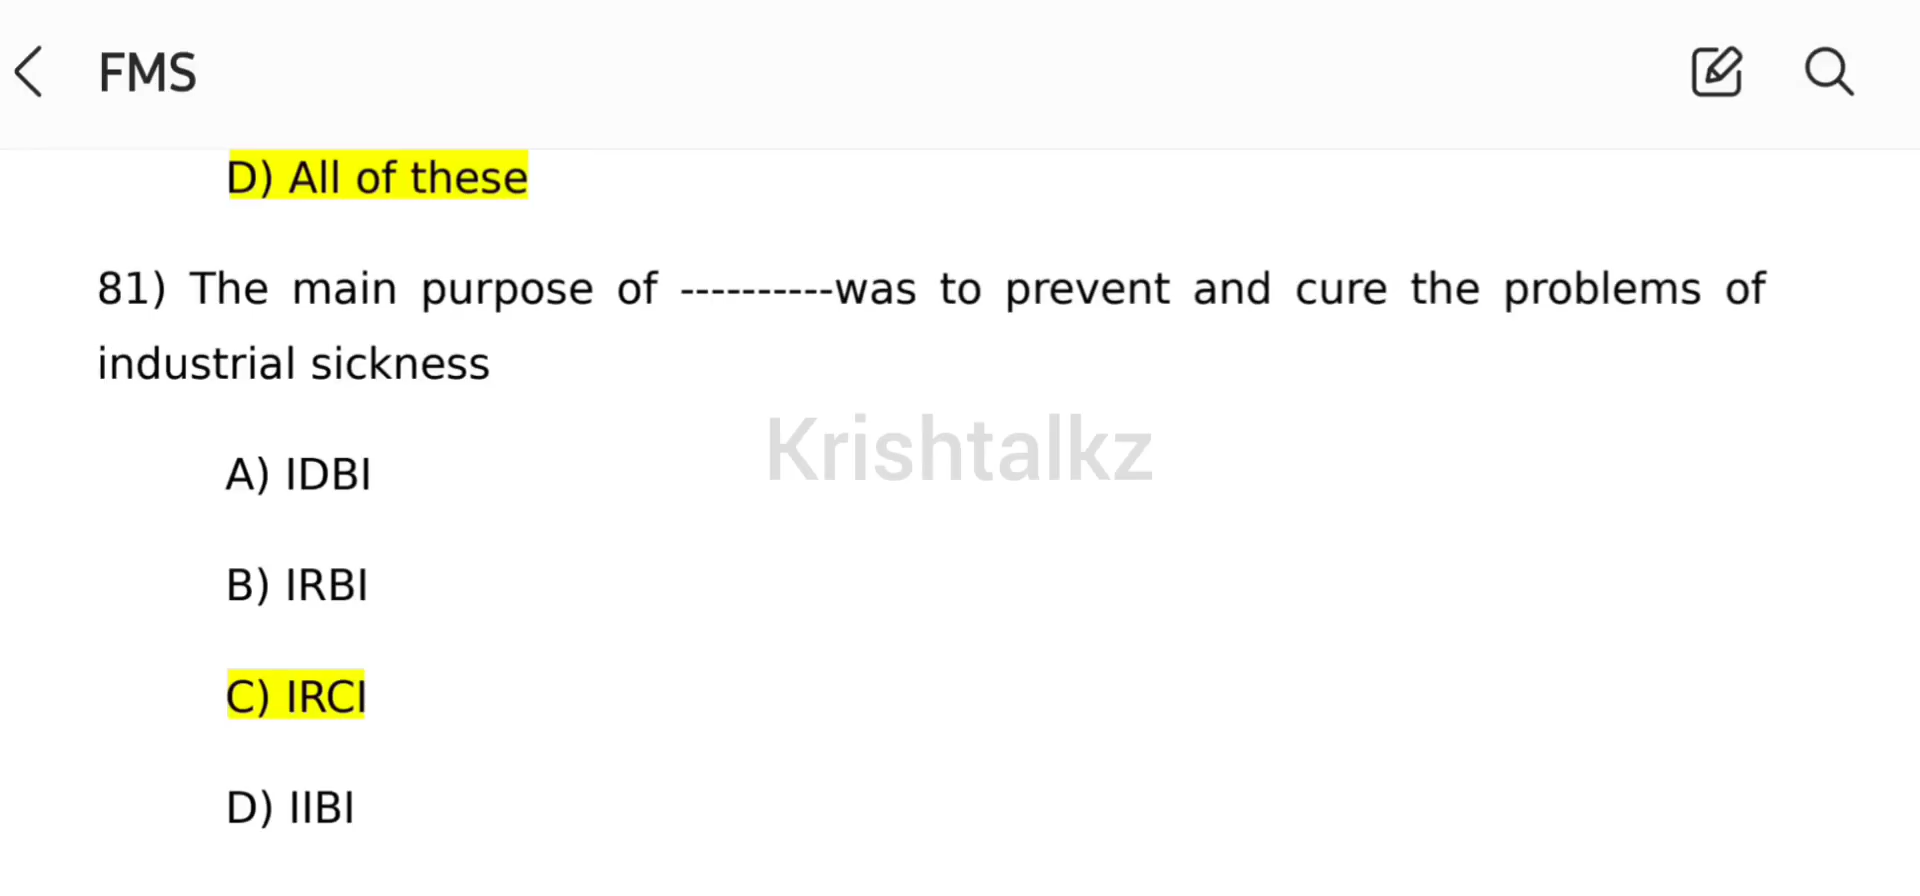 FMS
D) All of these
81) The main purpose of ----------was to prevent and cure the problems of
industrial sickness
Krishtalkz
A) IDBI
B) IRBI
C) IRCI
D) IIBI